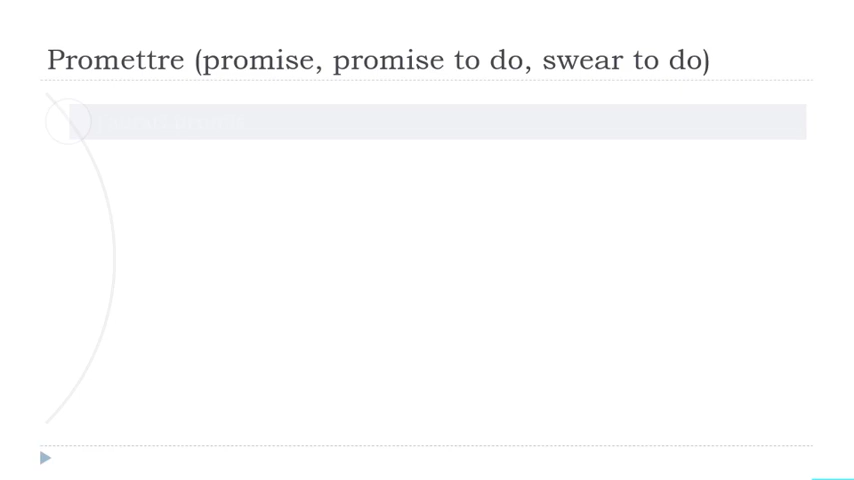 Promettre (promise, promise to do, swear to do)